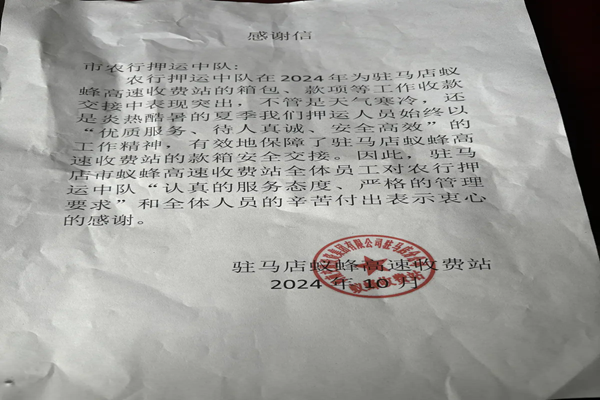 感谢信
市农行押运中队:
农行押运中队在2024年为驻马店蚁
蜂高速收费站的箱包、款项等工作收款
交接中表现突出，不管是天气寒冷，还
是炎热酷暑的夏季我们押运人员始终以
“优质服务、待人真诚、安全高效”的
工作精神，有效地保障了驻马店蚁蜂高
速收费站的款箱安全交接。因此，驻马
店市蚁蜂高速收费站全体员工对农行押
运中队“认真的服务态度、严格的管理
要求”和全体人员的辛苦付出表示衷心
的感谢。
驻马店蚁蜂高速收费站
2024 年 10 月